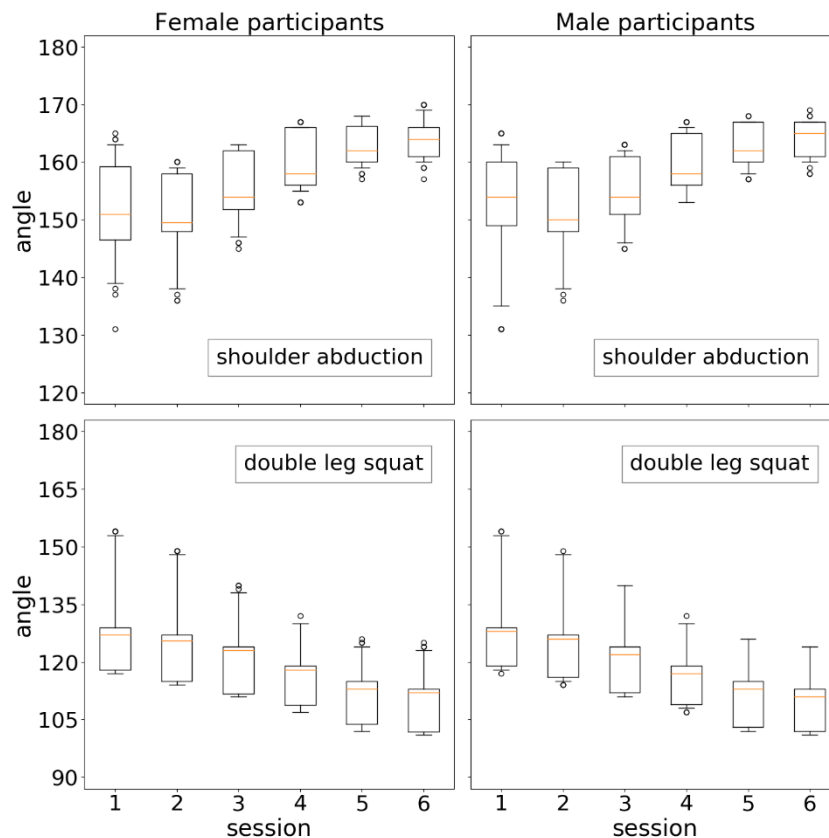 Female participants
Male participants
180
170
160
150
140
130
120
angle
shoulder abduction
shoulder abduction
180
165
150
135
120
105
90
angle
double leg squat
double leg squat
1 2 3 4 5 6
1 2 3 4 5 6
session
session